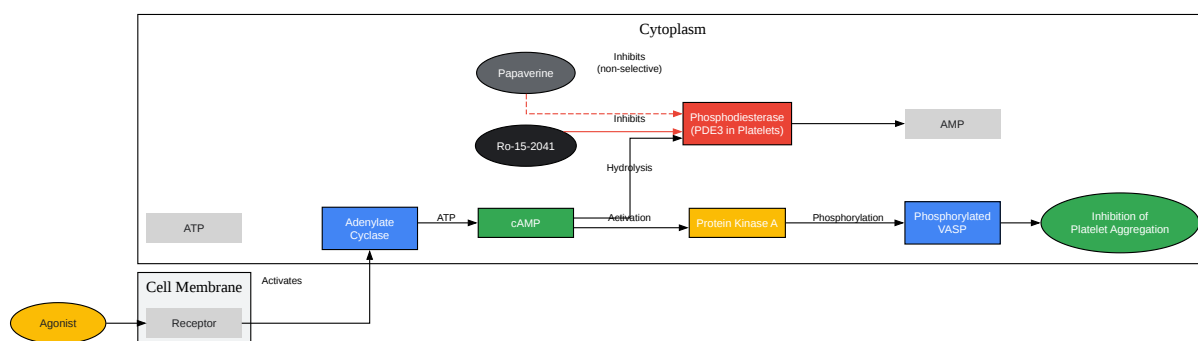 Cytoplasm
Papaverine
Inhibits
(non-selective)
Inhibits
Phosphodiesterase
(PDE3 in Platelets)
AMP
Ro-15-2041
Hydrolysis
ATP
Adenylate
Cyclase
ATP
cAMP
Activation
Protein Kinase A
Phosphorylation
Phosphorylated
VASP
Inhibition of
Platelet Aggregation
Cell Membrane
Activates
Agonist
Receptor